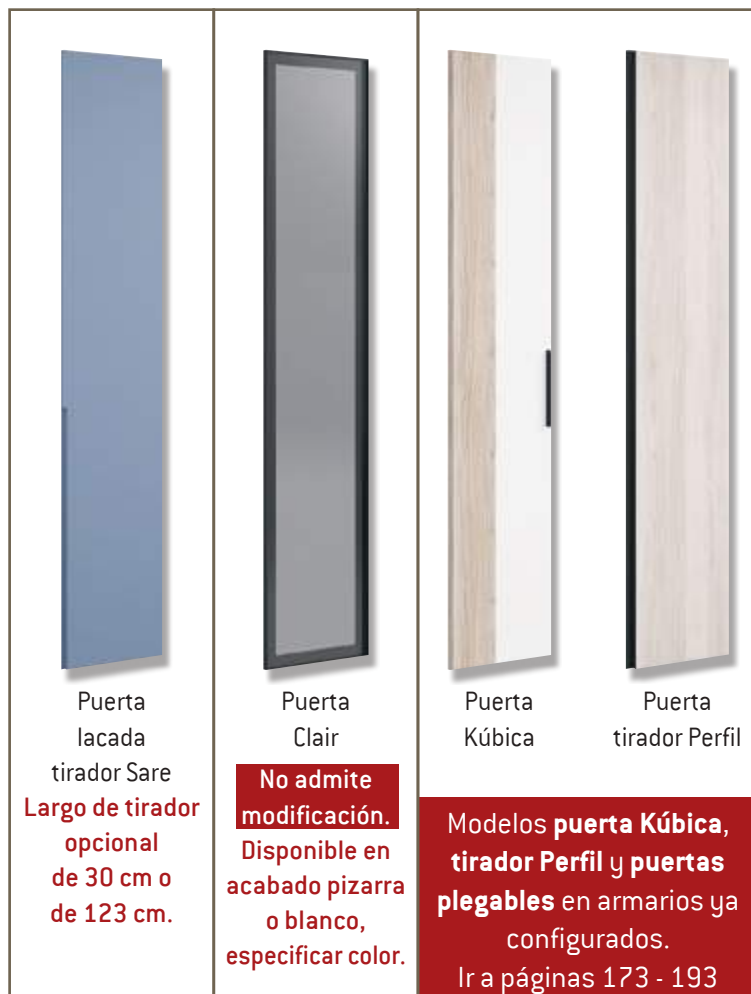 Puerta
lacada
tirador Sare
Largo de tirador
opcional
de 30 cm o
de 123 cm.
Puerta
Clair
No admite
modificación.
Disponible en
acabado pizarra
o blanco,
especificar color.
Puerta
Kúbica
Puerta
tirador Perfil
Modelos puerta Kúbica,
tirador Perfil y puertas
plegables en armarios ya
configurados.
Ir a páginas 173 - 193